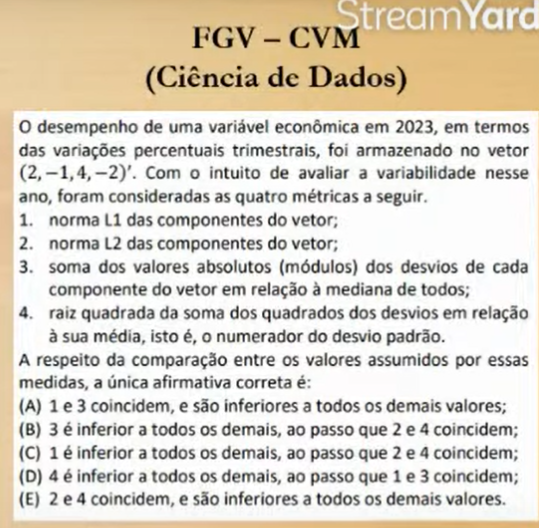 StreamYard
FGV – CVM
(Ciência de Dados)
O desempenho de uma variável econômica em 2023, em termos
das variações percentuais trimestrais, foi armazenado no vetor
(2, −1, 4, −2)′. Com o intuito de avaliar a variabilidade nesse
ano, foram consideradas as quatro métricas a seguir.
1. norma L1 das componentes do vetor;
2. norma L2 das componentes do vetor;
3. soma dos valores absolutos (módulos) dos desvios de cada
componente do vetor em relação à mediana de todos;
4. raiz quadrada da soma dos quadrados dos desvios em relação
à sua média, isto é, o numerador do desvio padrão.
A respeito da comparação entre os valores assumidos por essas
medidas, a única afirmativa correta é:
(A) 1 e 3 coincidem, e são inferiores a todos os demais valores;
(B) 3 é inferior a todos os demais, ao passo que 2 e 4 coincidem;
(C) 1 é inferior a todos os demais, ao passo que 2 e 4 coincidem;
(D) 4 é inferior a todos os demais, ao passo que 1 e 3 coincidem;
(E) 2 e 4 coincidem, e são inferiores a todos os demais valores.